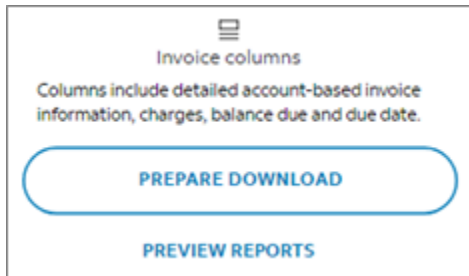 Invoice columns
Columns include detailed account-based invoice
information, charges, balance due and due date.
PREPARE DOWNLOAD
PREVIEW REPORTS